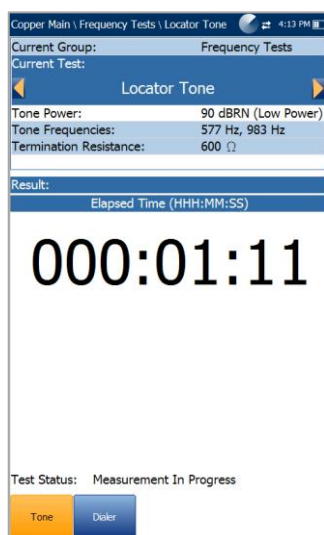 Copper Main \ Frequency Tests \ Locator Tone 4:13 PM
Current Group: Frequency Tests
Current Test:
Locator Tone
Tone Power: 90 dBRN (Low Power)
Tone Frequencies: 577 Hz, 983 Hz
Termination Resistance: 600 Ω
Result:
Elapsed Time (HHH:MM:SS)
000:01:11
Test Status: Measurement In Progress
Tone Dialer